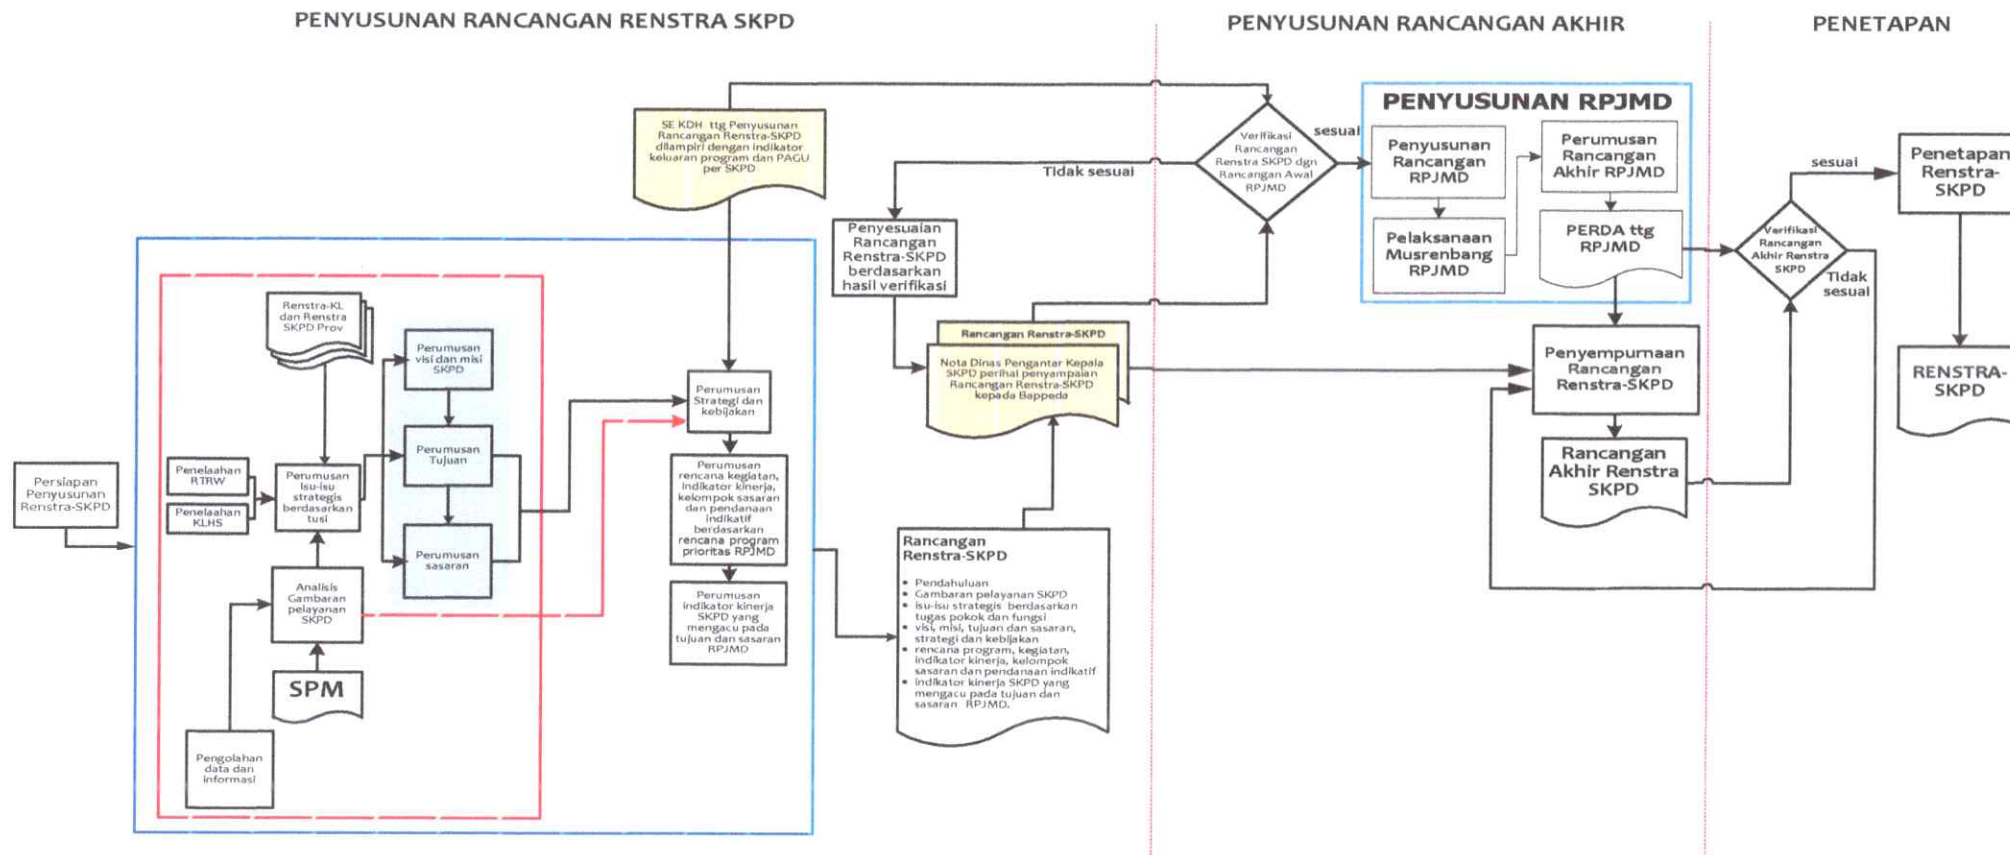 PENYUSUNAN RANCANGAN RENSTRA SKPD
PENYUSUNAN RANCANGAN AKHIR
PENETAPAN
SE KDH ttg Penyusunan
Rancangan Renstra-SKPD
dilampiri dengan indikator
keluaran program dan PAGU
per SKPD
Persiapan
Penyusunan
Renstra-SKPD
Renstra-KL
dan Renstra
SKPD Prov
Penelaahan
RTRW
Penelaahan
KLHS
Perumusan
Isu-isu
strategis
berdasarkan
tusi
Analisis
Gambaran
pelayanan
SKPD
SPM
Pengolahan
data dan
informasi
Perumusan
visi dan misi
SKPD
Perumusan
Tujuan
Perumusan
sasaran
Perumusan
Strategi dan
kebijakan
Perumusan
rencana kegiatan,
indikator kinerja,
kelompok sasaran
dan pendanaan
indikatif
berdasarkan
rencana program
prioritas RPJMD
Perumusan
indikator kinerja
SKPD yang
mengacu pada
tujuan dan sasaran
RPJMD
Tidak sesuai
Penyesuaian
Rancangan
Renstra-SKPD
berdasarkan
hasil verifikasi
Rancangan Renstra-SKPD
Nota Dinas Pengantar Kepala
SKPD perihal penyampaian
Rancangan Renstra-SKPD
kepada Bappeda
Rancangan
Renstra-SKPD
• Pendahuluan
• Gambaran pelayanan SKPD
• isu-isu strategis berdasarkan
tugas pokok dan fungsi
• visi, misi, tujuan dan sasaran,
strategi dan kebijakan
• rencana program, kegiatan,
indikator kinerja, kelompok
sasaran dan pendanaan indikatif
• indikator kinerja SKPD yang
mengacu pada tujuan dan
sasaran RPJMD.
Verifikasi
Rancangan
Renstra SKPD dgn
Rancangan Awal
RPJMD
sesuai
PENYUSUNAN RPJMD
Penyusunan
Rancangan
RPJMD
Pelaksanaan
Musrenbang
RPJMD
Perumusan
Rancangan
Akhir RPJMD
PERDA ttg
RPJMD
Penyempurnaan
Rancangan
Renstra-SKPD
Rancangan
Akhir Renstra
SKPD
Verifikasi
Rancangan
Akhir Renstra
SKPD
sesuai
Tidak
sesuai
Penetapan
Renstra-
SKPD
RENSTRA-
SKPD